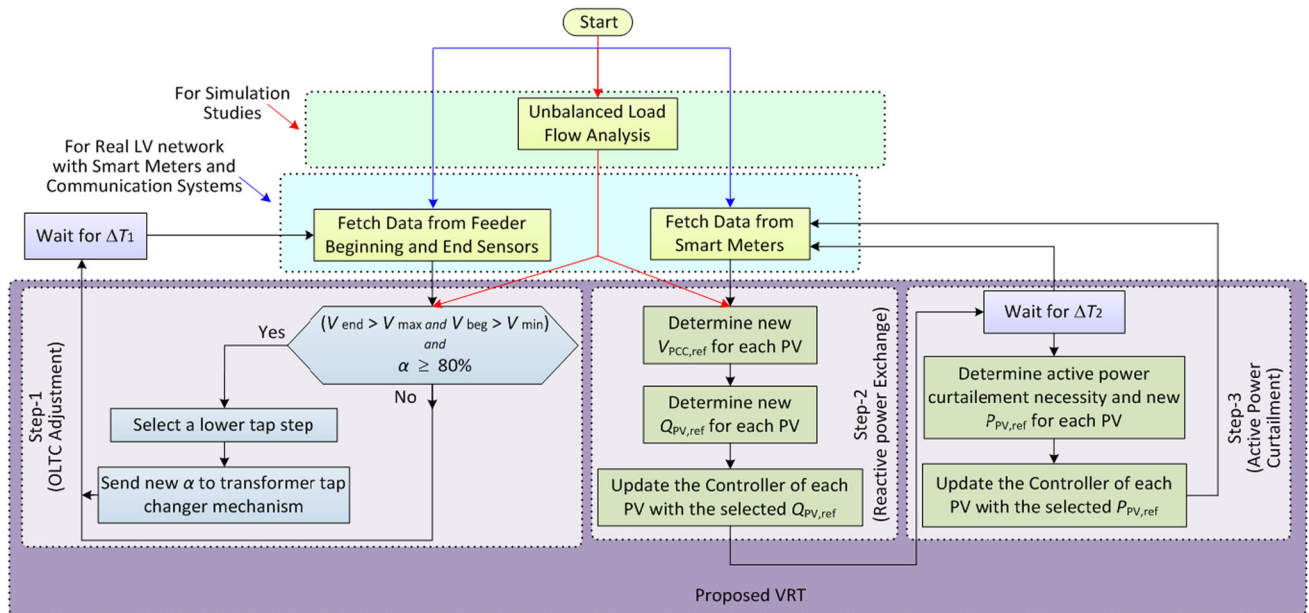 Start
For Simulation
Studies
Unbalanced Load
Flow Analysis
For Real LV network
with Smart Meters and
Communication Systems
Wait for ΔT1
Fetch Data from Feeder
Beginning and End Sensors
Fetch Data from
Smart Meters
Step-1
(OLTC Adjustment)
Yes
(V end > V max and V beg > V min)
and
α ≥ 80%
No
Select a lower tap step
Send new α to transformer tap
changer mechanism
Determine new
VPCC,ref for each PV
Determine new
QPV,ref for each PV
Update the Controller of each
PV with the selected QPV,ref
Step-2
(Reactive power Exchange)
Wait for ΔT2
Determine active power
curtailement necessity and new
PPV,ref for each PV
Update the Controller of each
PV with the selected PPV,ref
Step-3
(Active Power
Curtailment)
Proposed VRT